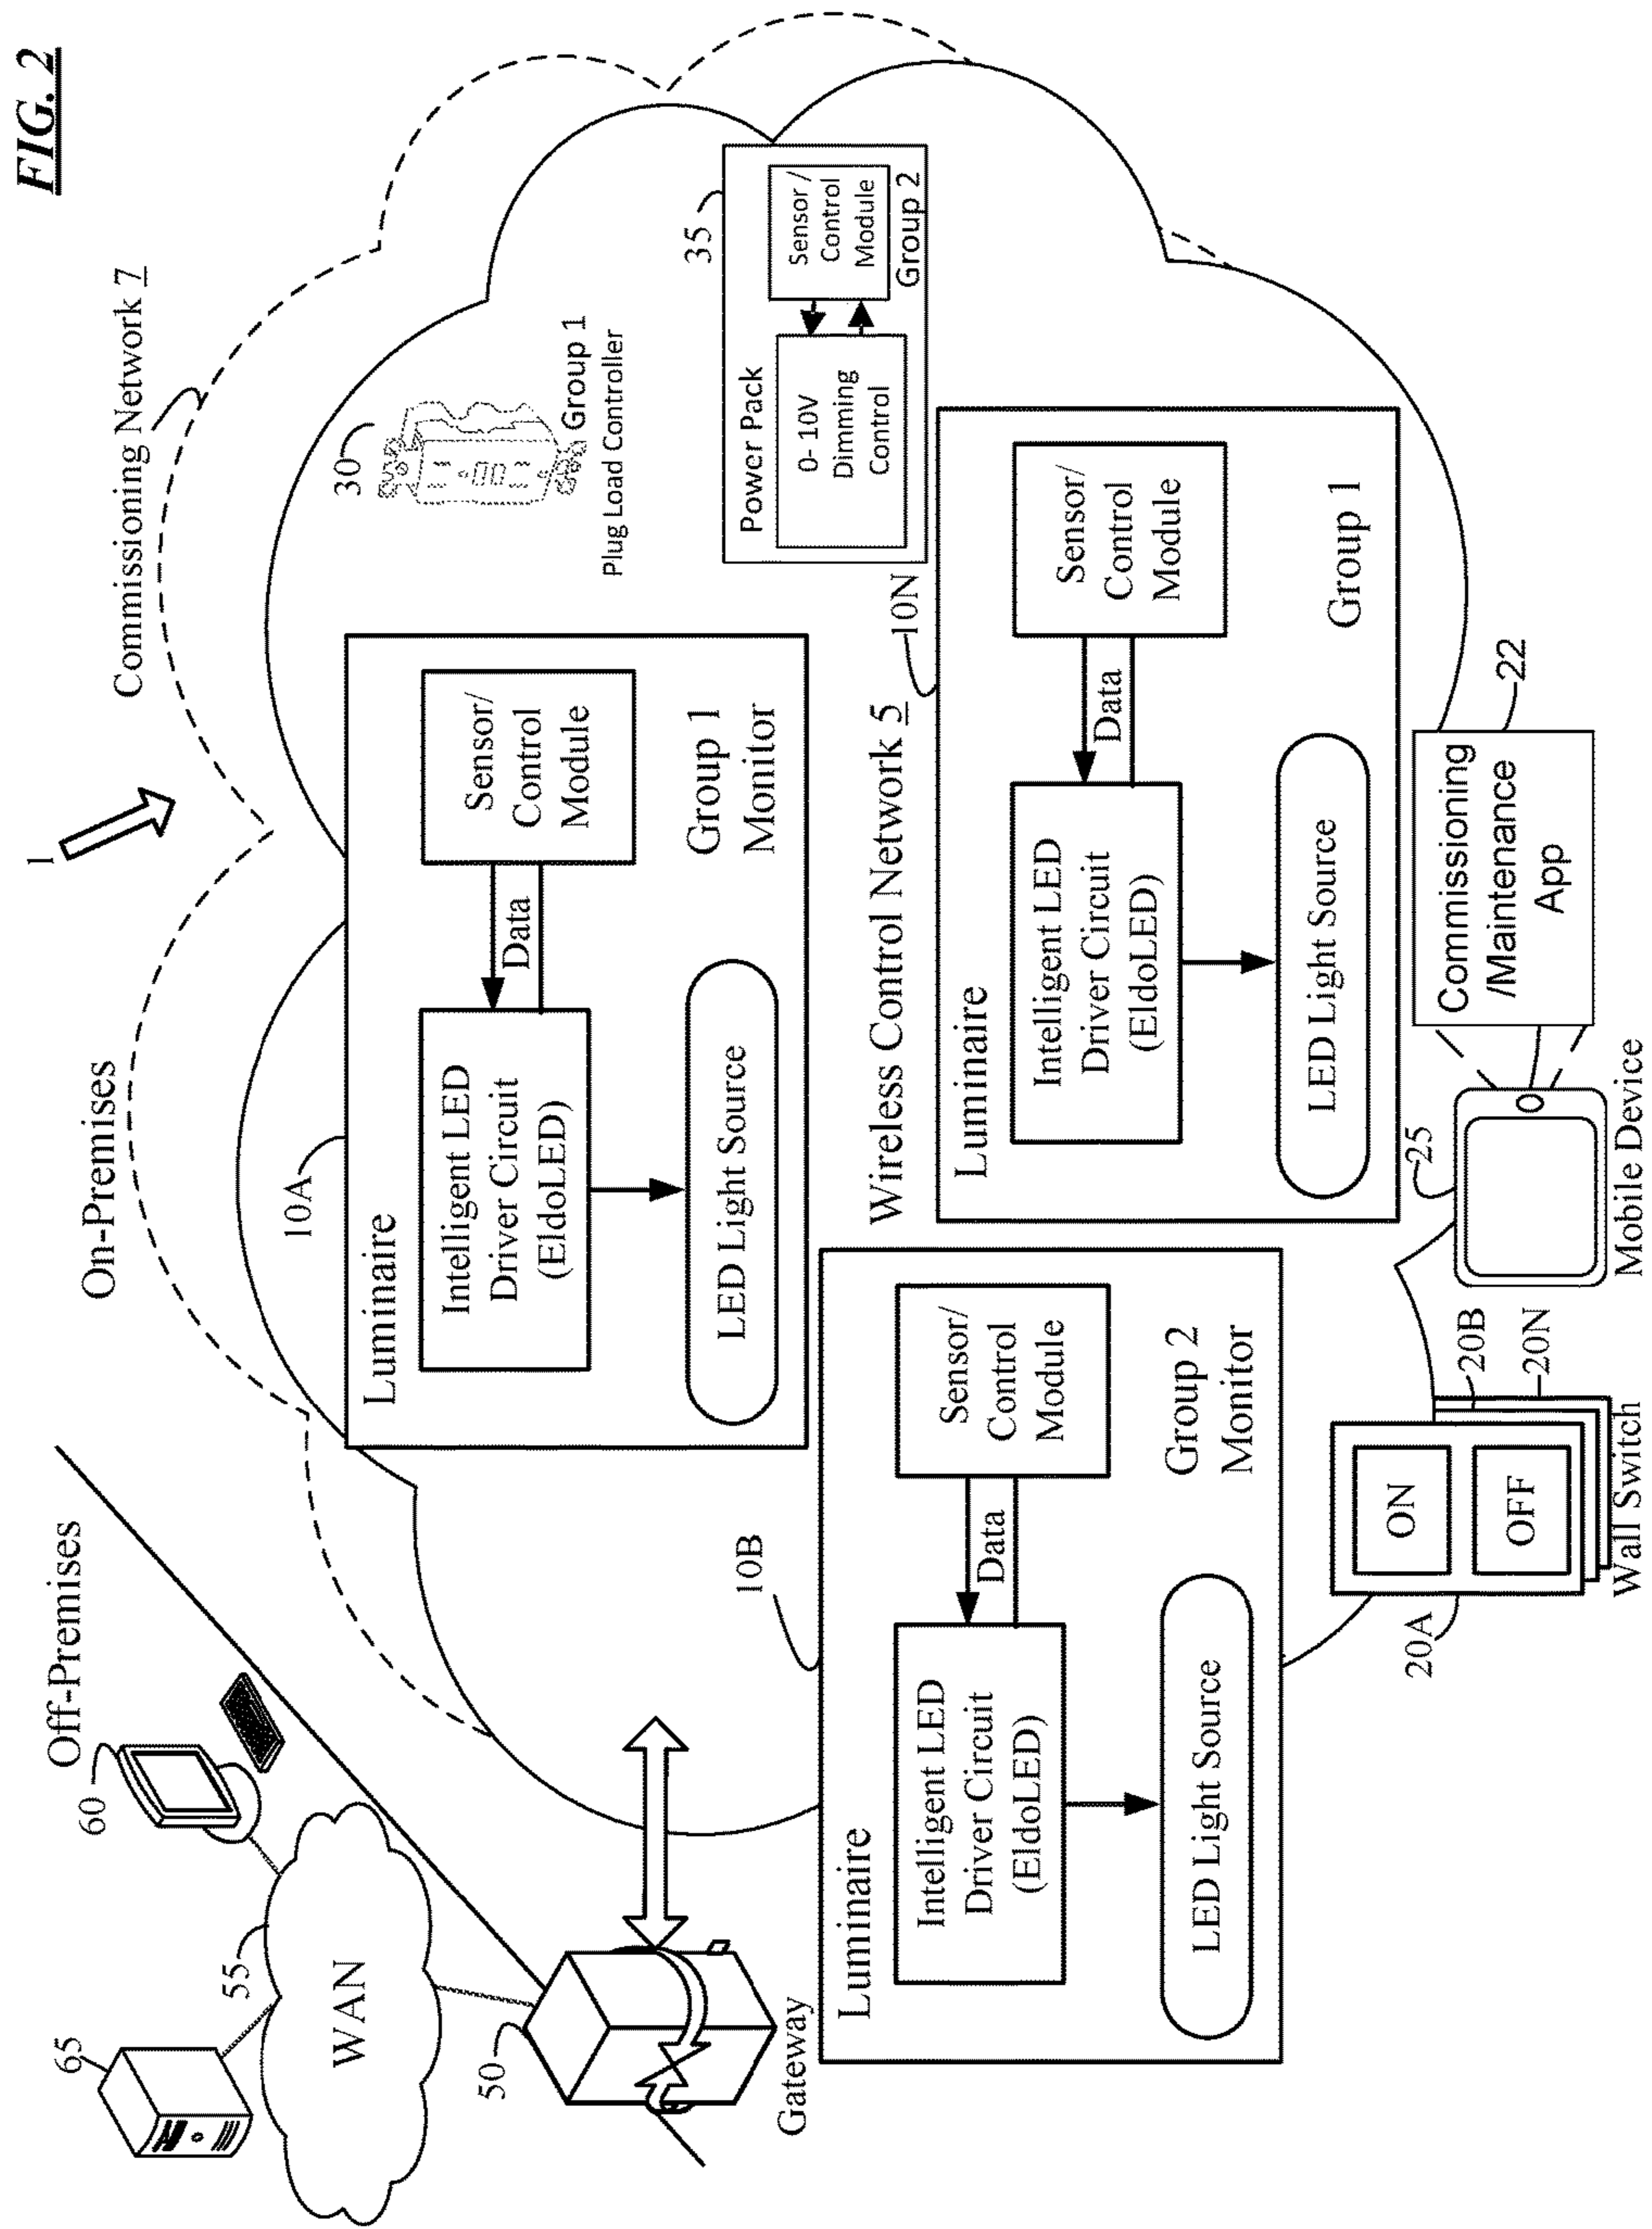 FIG. 2
1
Off-Premises
On-Premises
Commissioning Network 7
65
60
55
WAN
50
Gateway
10A
Luminaire
Intelligent LED
Driver Circuit
(EldoLED)
Data
Sensor/
Control
Module
LED Light Source
Group 1
Monitor
30
Group 1
Plug Load Controller
35
Power Pack
0- 10V
Dimming
Control
Sensor /
Control
Module
Group 2
Wireless Control Network 5
10B
Luminaire
Intelligent LED
Driver Circuit
(EldoLED)
Data
Sensor/
Control
Module
LED Light Source
Group 2
Monitor
10N
Luminaire
Intelligent LED
Driver Circuit
(EldoLED)
Data
Sensor/
Control
Module
LED Light Source
Group 1
20A
ON
OFF
20B
20N
Wall Switch
25
Mobile Device
Commissioning
/Maintenance
App
22